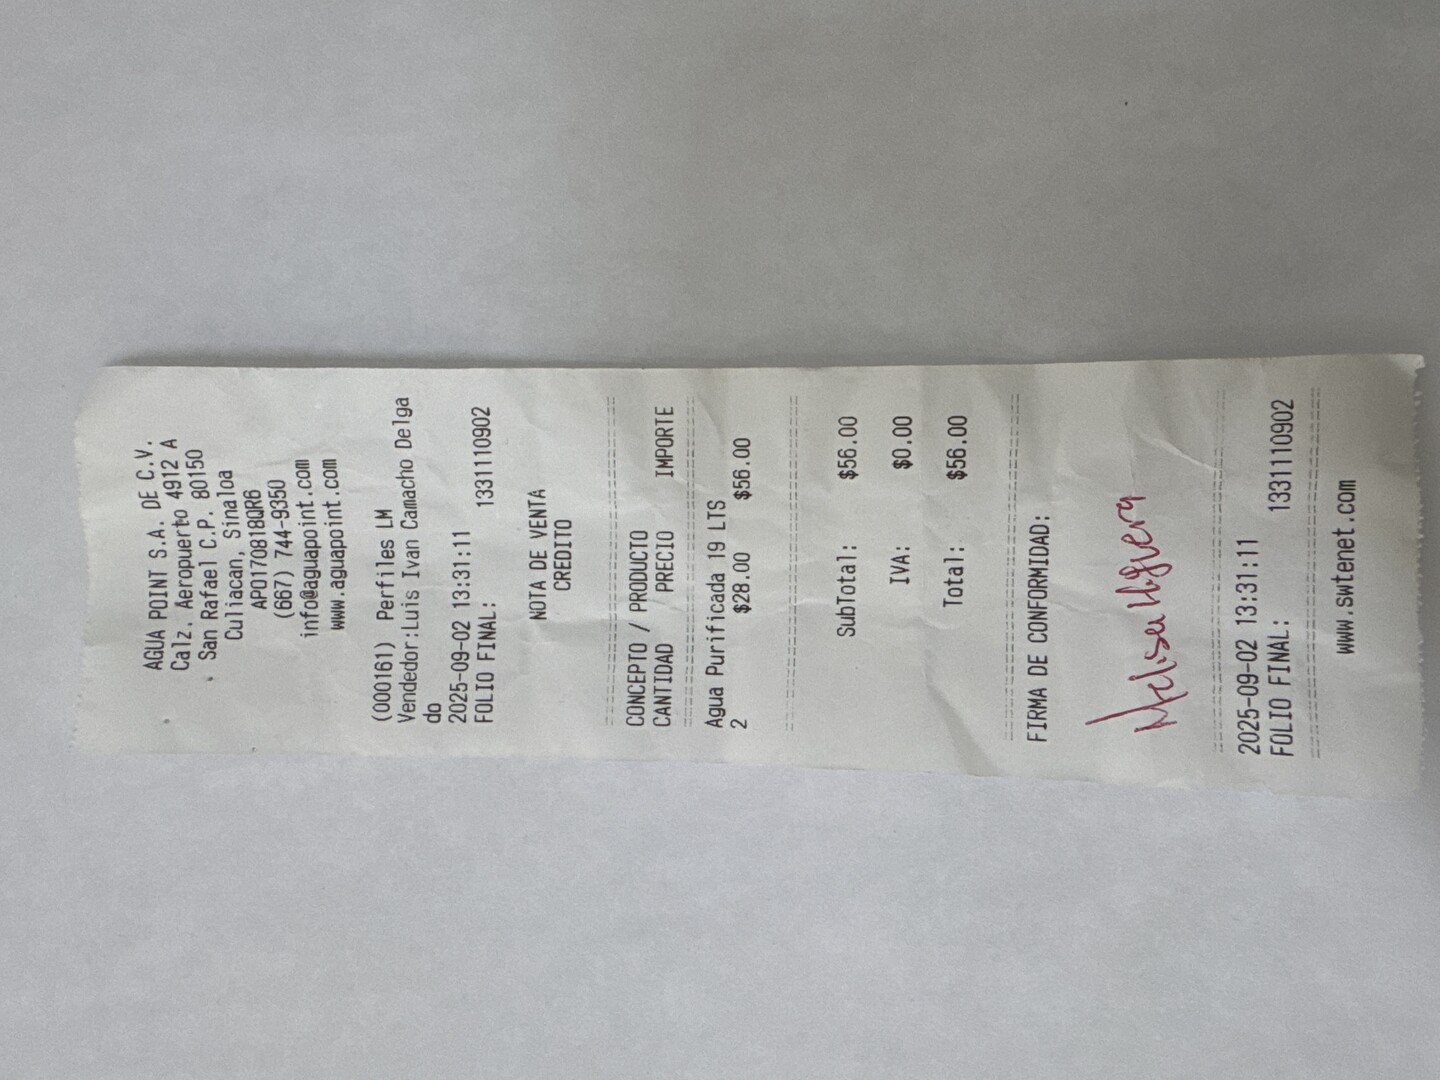 AGUA POINT S.A. DE C.V.
Calz. Aeropuerto 4912 A
San Rafael C.P. 80150
Culiacan, Sinaloa
APO170818QR6
(667) 744-9350
info@aguapoint.com
www.aguapoint.com
(000161) Perfiles LM
Vendedor:Luis Ivan Camacho Delga
do
2025-09-02 13:31:11
FOLIO FINAL: 1331110902
NOTA DE VENTA
CREDITO
CONCEPTO / PRODUCTO
CANTIDAD PRECIO IMPORTE
Agua Purificada 19 LTS
2 $28.00 $56.00
SubTotal: $56.00
IVA: $0.00
Total: $56.00
FIRMA DE CONFORMIDAD:
2025-09-02 13:31:11
FOLIO FINAL: 1331110902
www.swtenet.com